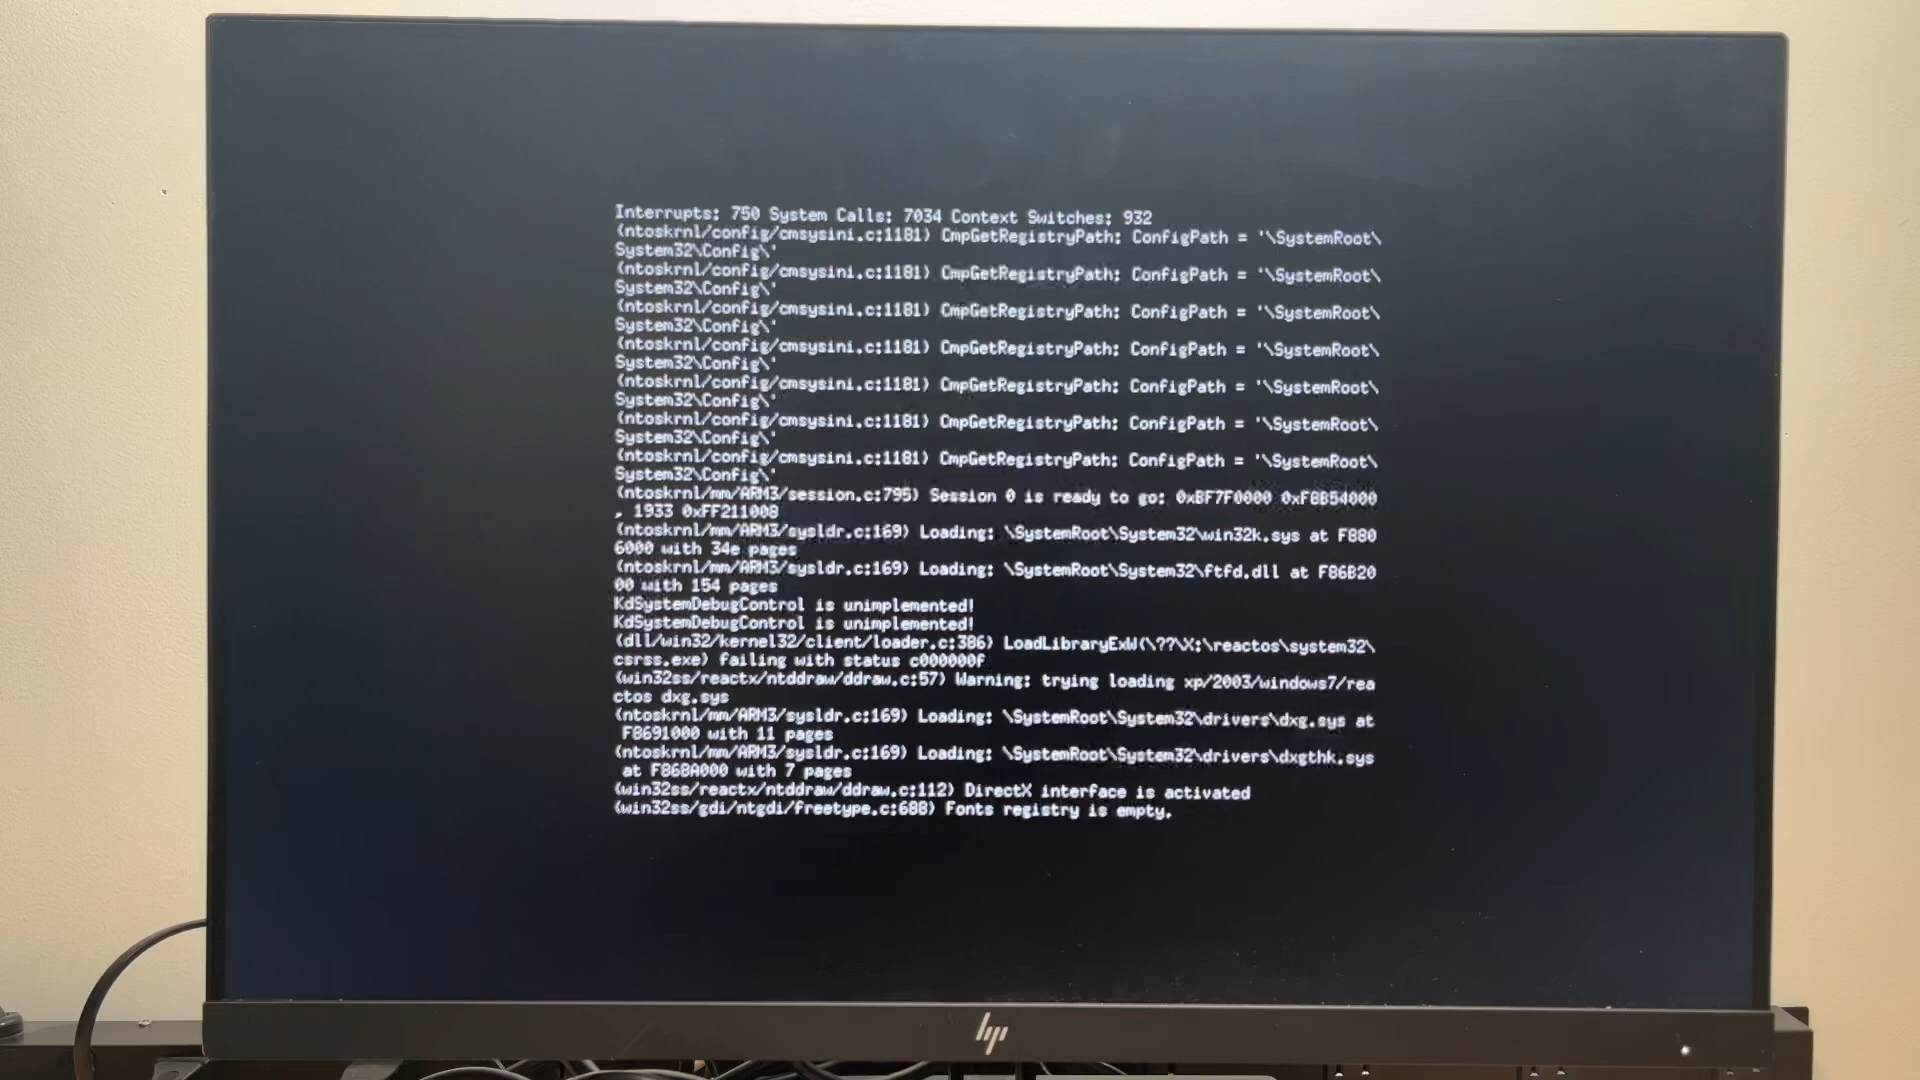 Interrupts: 750 System Calls: 7034 Context Switches: 932
(ntoskrnl/config/cmsysini.c:1181) CmpGetRegistryPath: ConfigPath = '\SystemRoot\
System32\Config\'
(ntoskrnl/config/cmsysini.c:1181) CmpGetRegistryPath: ConfigPath = '\SystemRoot\
System32\Config\'
(ntoskrnl/config/cmsysini.c:1181) CmpGetRegistryPath: ConfigPath = '\SystemRoot\
System32\Config\'
(ntoskrnl/config/cmsysini.c:1181) CmpGetRegistryPath: ConfigPath = '\SystemRoot\
System32\Config\'
(ntoskrnl/config/cmsysini.c:1181) CmpGetRegistryPath: ConfigPath = '\SystemRoot\
System32\Config\'
(ntoskrnl/config/cmsysini.c:1181) CmpGetRegistryPath: ConfigPath = '\SystemRoot\
System32\Config\'
(ntoskrnl/config/cmsysini.c:1181) CmpGetRegistryPath: ConfigPath = '\SystemRoot\
System32\Config\'
(ntoskrnl/mm/ARM3/session.c:795) Session 0 is ready to go: 0xBF7F0000 0xF8B54000
, 1933 0xFF211008
(ntoskrnl/mm/ARM3/sysldr.c:169) Loading: \SystemRoot\System32\win32k.sys at F880
6000 with 34e pages
(ntoskrnl/mm/ARM3/sysldr.c:169) Loading: \SystemRoot\System32\ftfd.dll at F86B20
00 with 154 pages
KdSystemDebugControl is unimplemented!
KdSystemDebugControl is unimplemented!
(dll/win32/kernel32/client/loader.c:386) LoadLibraryExW(\??\X:\reactos\system32\
csrss.exe) failing with status c000000f
(win32ss/reactx/ntddraw/ddraw.c:57) Warning: trying loading xp/2003/windows7/rea
ctos dxg.sys
(ntoskrnl/mm/ARM3/sysldr.c:169) Loading: \SystemRoot\System32\drivers\dxg.sys at
F8691000 with 11 pages
(ntoskrnl/mm/ARM3/sysldr.c:169) Loading: \SystemRoot\System32\drivers\dxgthk.sys
at F868A000 with 7 pages
(win32ss/reactx/ntddraw/ddraw.c:112) DirectX interface is activated
(win32ss/gdi/ntgdi/freetype.c:688) Fonts registry is empty.
hp